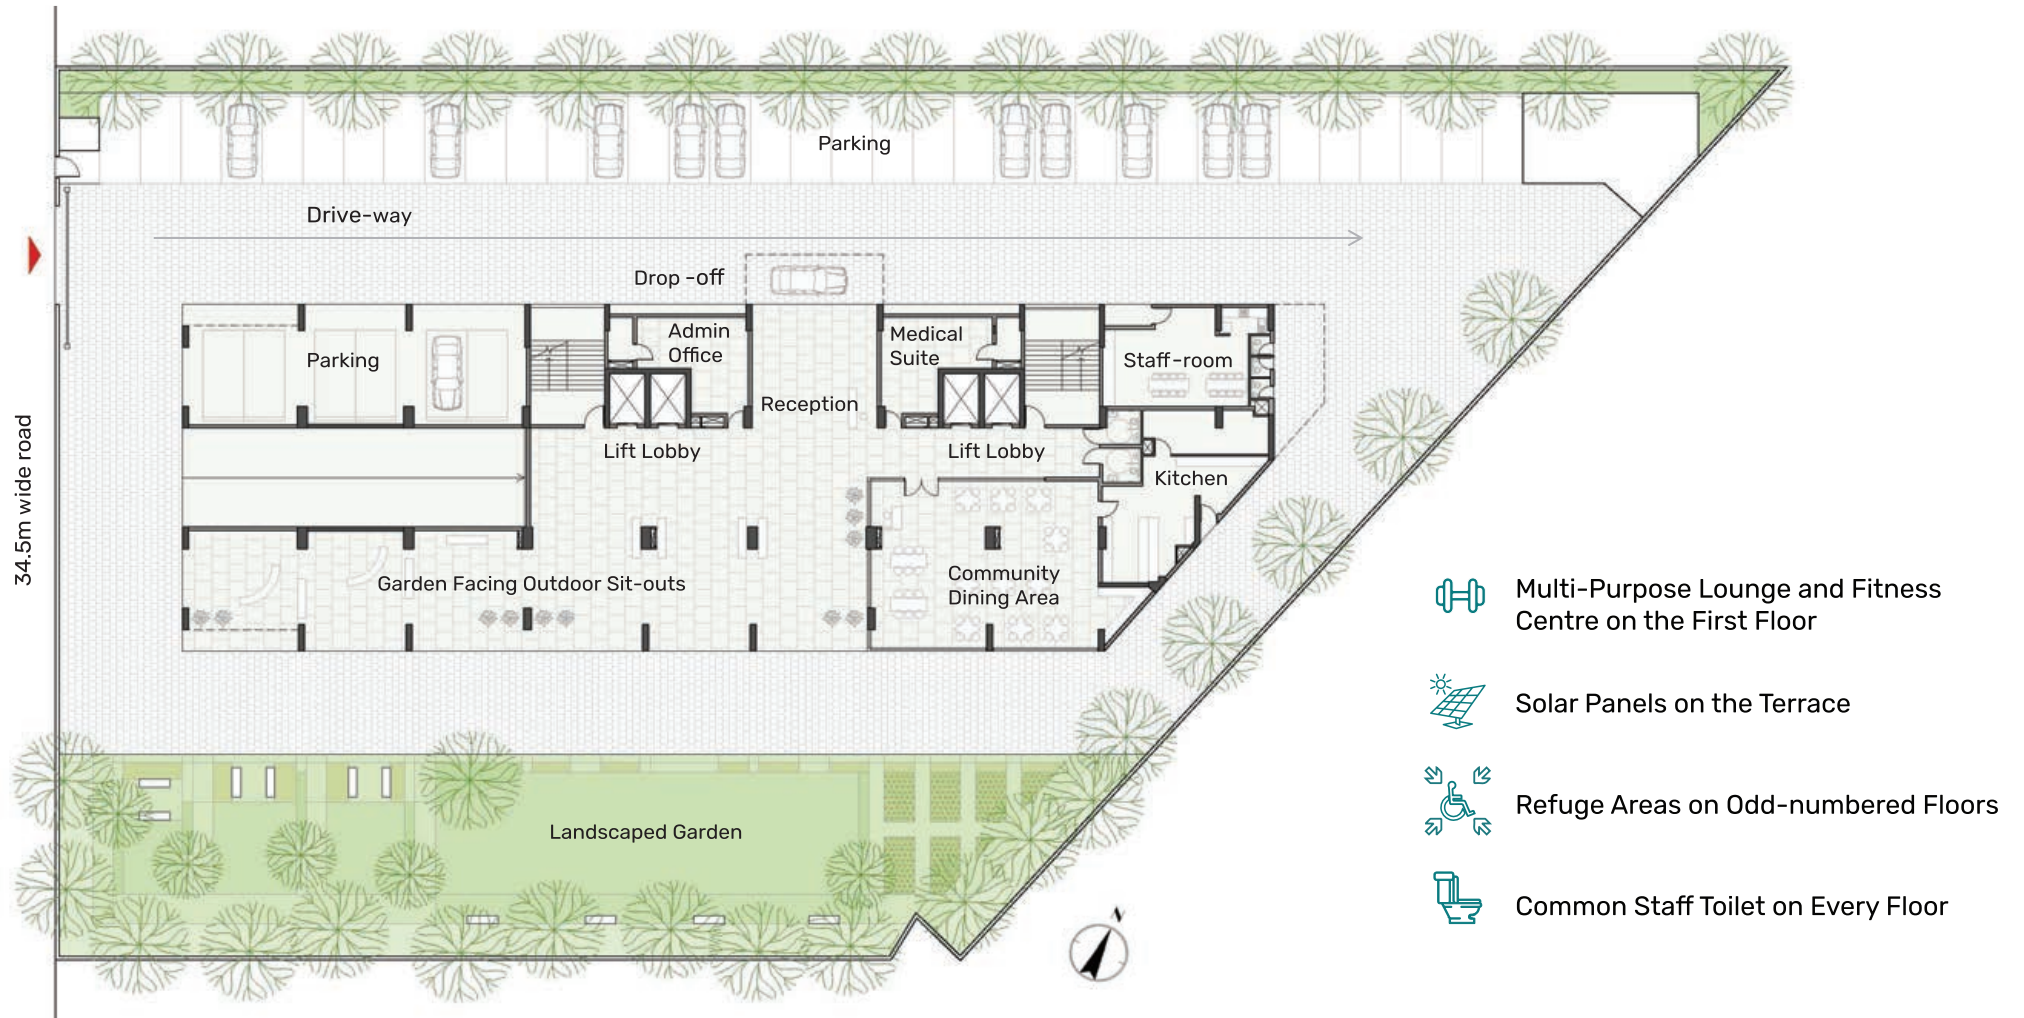 Parking
Drive-way
Drop -off
Admin
Office
Medical
Suite
Parking
Staff-room
Reception
Lift Lobby
Lift Lobby
Kitchen
34.5m wide road
Garden Facing Outdoor Sit-outs
Community
Dining Area
Multi-Purpose Lounge and Fitness
Centre on the First Floor
Solar Panels on the Terrace
Refuge Areas on Odd-numbered Floors
Landscaped Garden
Common Staff Toilet on Every Floor
N